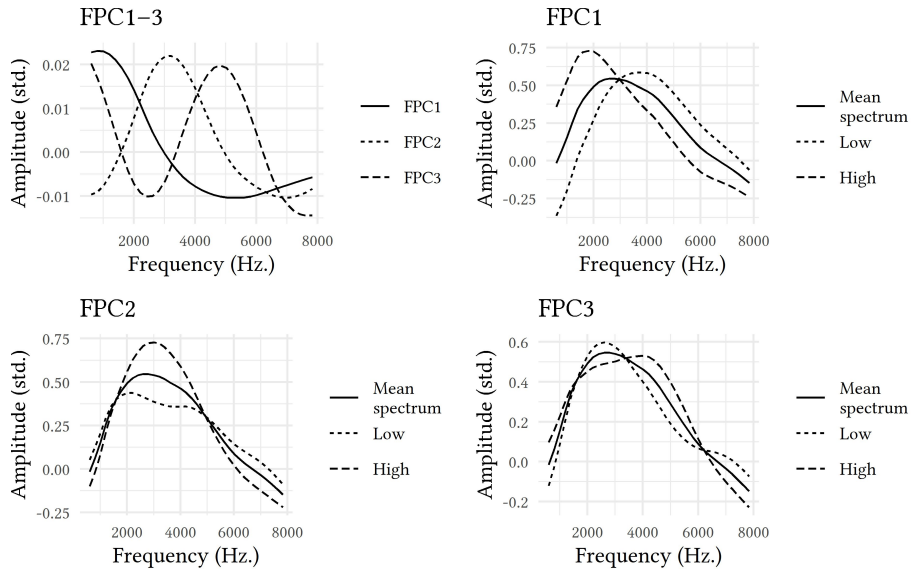 FPC1–3
Amplitude (std.)
0.02
0.01
0.00
-0.01
2000 4000 6000 8000
Frequency (Hz.)
FPC1
FPC2
FPC3
FPC1
Amplitude (std.)
0.75
0.50
0.25
0.00
-0.25
2000 4000 6000 8000
Frequency (Hz.)
Mean
spectrum
Low
High
FPC2
Amplitude (std.)
0.75
0.50
0.25
0.00
-0.25
2000 4000 6000 8000
Frequency (Hz.)
Mean
spectrum
Low
High
FPC3
Amplitude (std.)
0.6
0.4
0.2
0.0
-0.2
2000 4000 6000 8000
Frequency (Hz.)
Mean
spectrum
Low
High